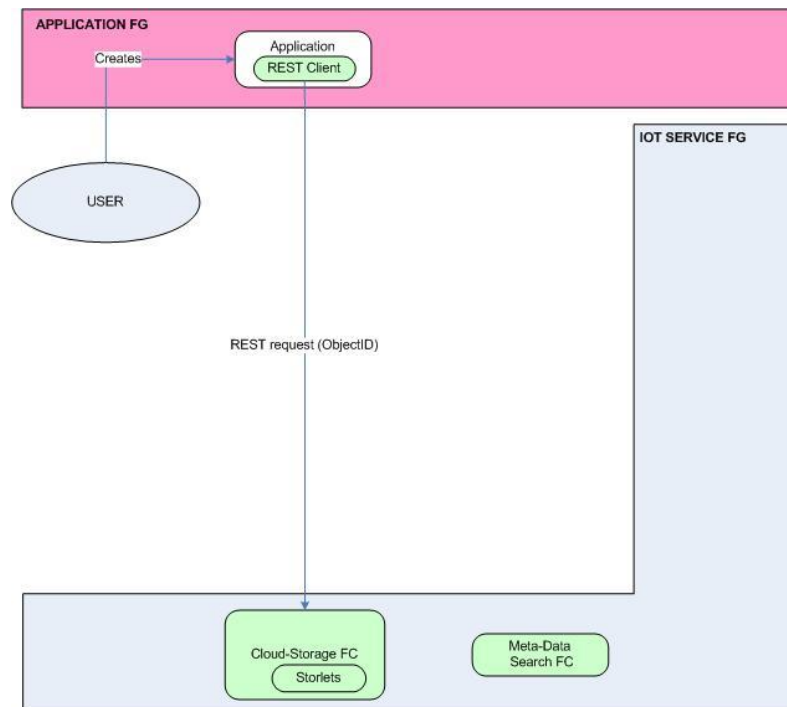 APPLICATION FG
Application
Creates
REST Client
IOT SERVICE FG
USER
REST request (ObjectID)
Cloud-Storage FC
Storlets
Meta-Data
Search FC